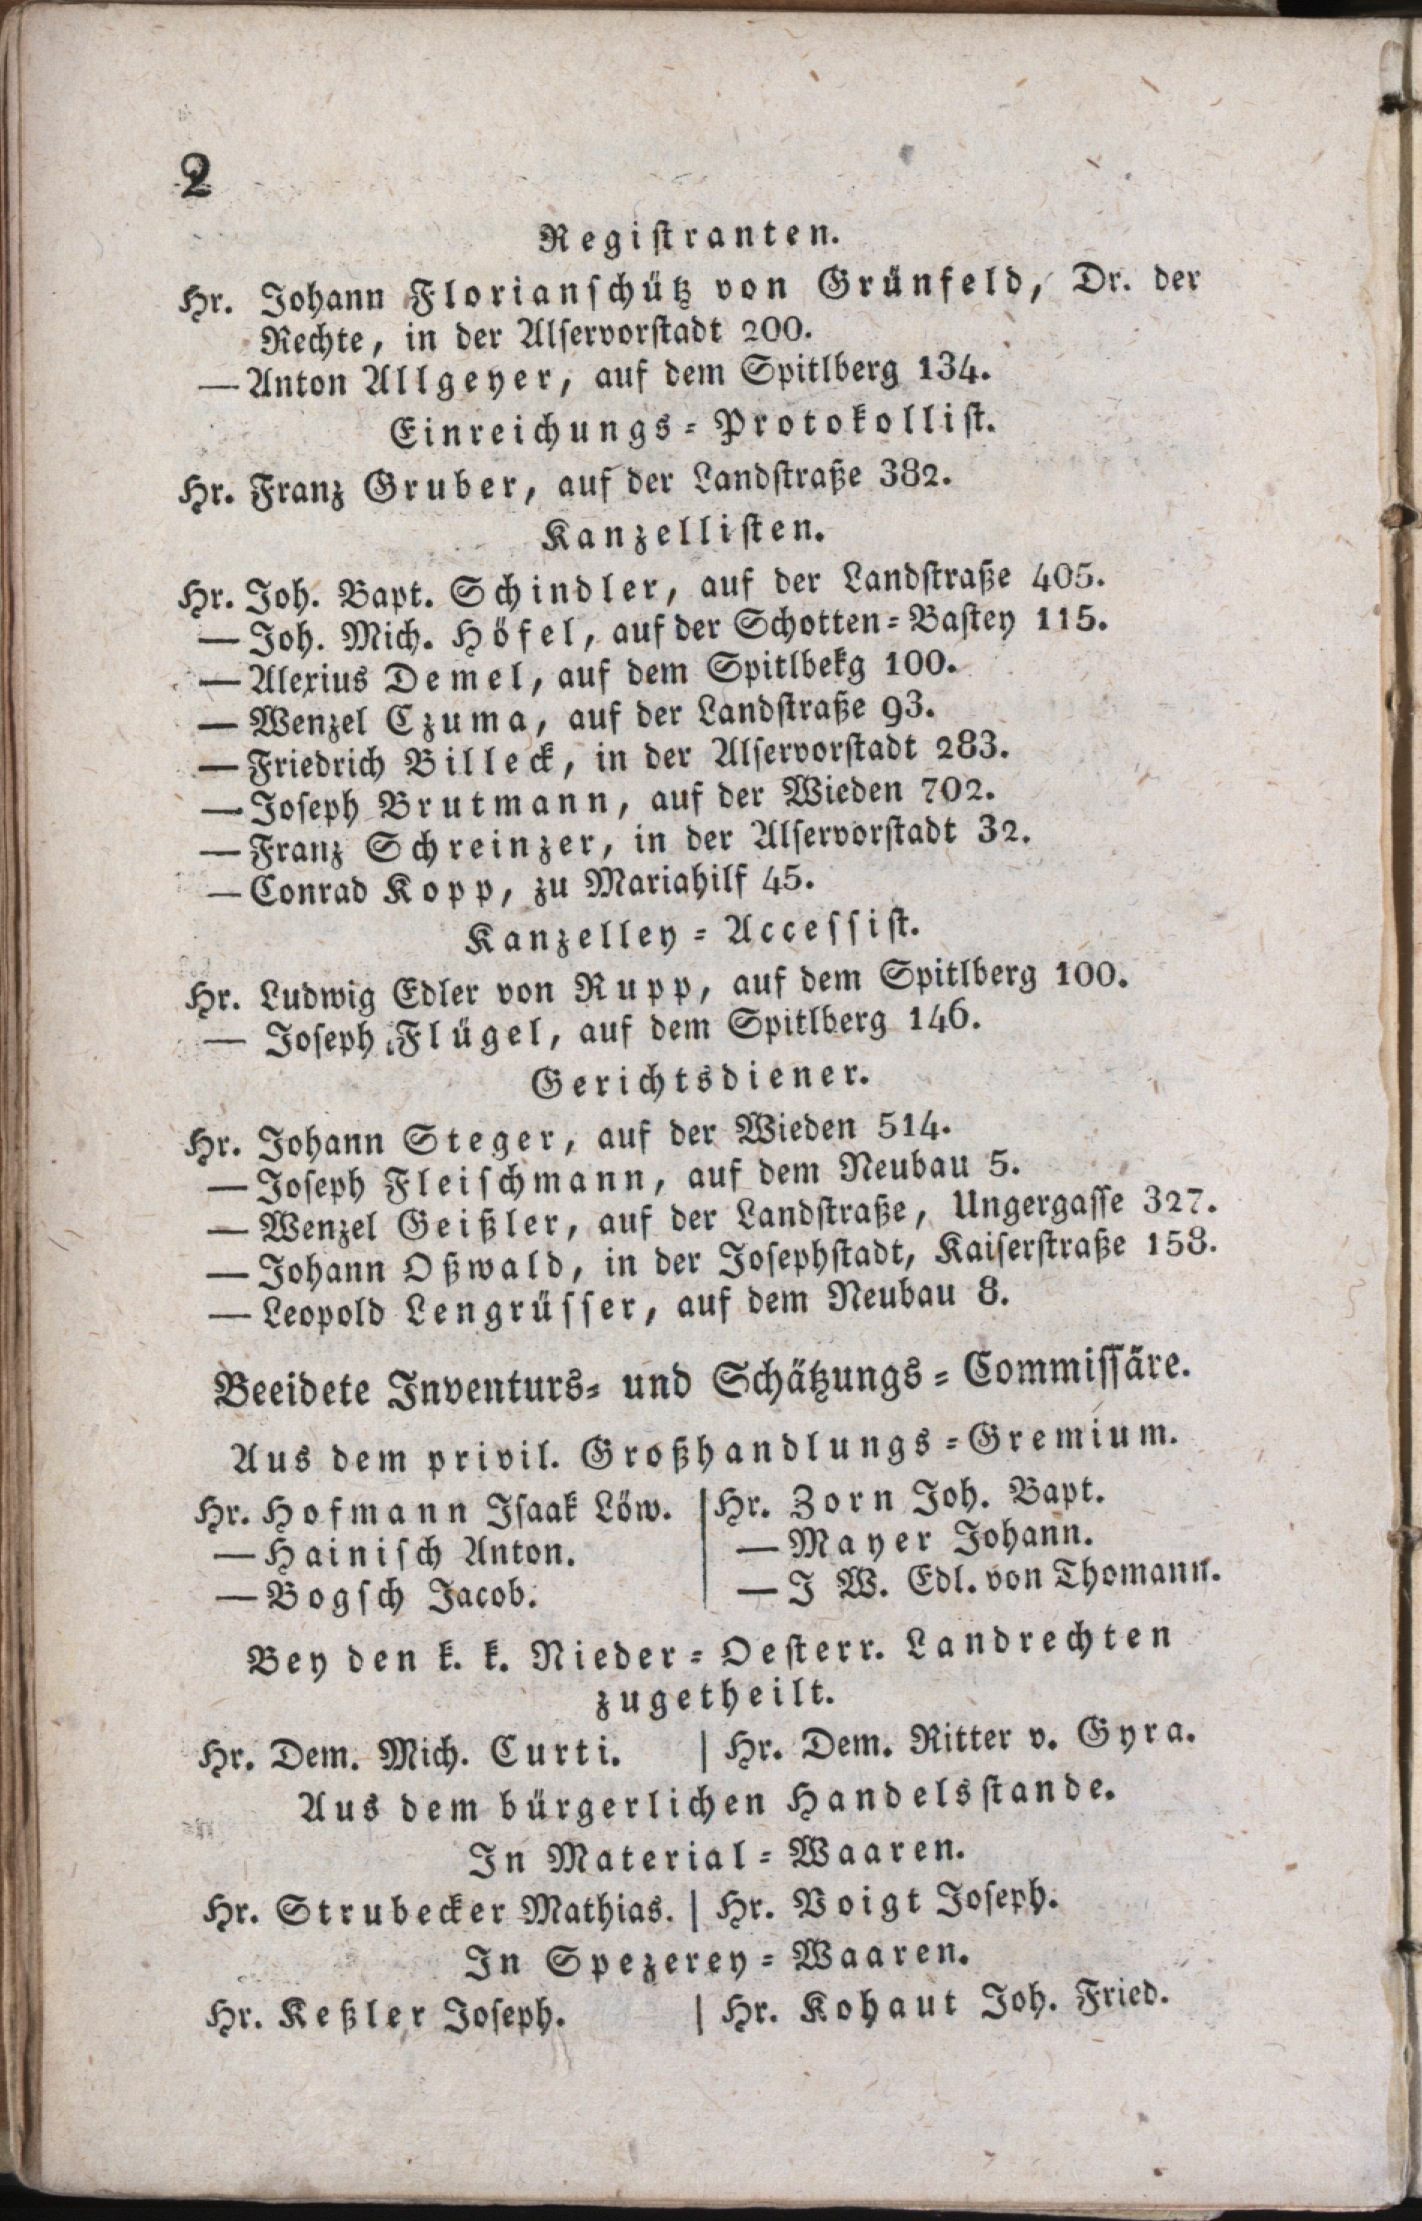 2
Registranten.
Hr. Johann Florianschütz von Grünfeld, Dr. der
Rechte, in der Alservorstadt 200.
— Anton Allgeyer, auf dem Spitlberg 134.
Einreichungs-Protokollist.
Hr. Franz Gruber, auf der Landstraße 382.
Kanzellisten.
Hr. Joh. Bapt. Schindler, auf der Landstraße 405.
— Joh. Mich. Höfel, auf der Schotten-Bastey 115.
— Alexius Demel, auf dem Spitlbekg 100.
— Wenzel Czuma, auf der Landstraße 93.
— Friedrich Billeck, in der Alservorstadt 283.
— Joseph Brutmann, auf der Wieden 702.
— Franz Schreinzer, in der Alservorstadt 32.
— Conrad Kopp, zu Mariahilf 45.
Kanzelley-Accessist.
Hr. Ludwig Edler von Rupp, auf dem Spitlberg 100.
— Joseph Flügel, auf dem Spitlberg 146.
Gerichtsdiener.
Hr. Johann Steger, auf der Wieden 514.
— Joseph Fleischmann, auf dem Neubau 5.
— Wenzel Geißler, auf der Landstraße, Ungergasse 327.
— Johann Oßwald, in der Josephstadt, Kaiserstraße 158.
— Leopold Lengrüsser, auf dem Neubau 8.
Beeidete Inventurs- und Schätzungs-Commissäre.
Aus dem privil. Großhandlungs-Gremium.
Hr. Hofmann Isaak Löw. | Hr. Zorn Joh. Bapt.
— Hainisch Anton. | — Mayer Johann.
— Bogsch Jacob. | — J W. Edl. von Thomann.
Bey den k. k. Nieder-Oesterr. Landrechten
zugetheilt.
Hr. Dem. Mich. Curti. | Hr. Dem. Ritter v. Gyra.
Aus dem bürgerlichen Handelsstande.
In Material-Waaren.
Hr. Strubecker Mathias. | Hr. Voigt Joseph.
In Spezerey-Waaren.
Hr. Keßler Joseph. | Hr. Kohaut Joh. Fried.